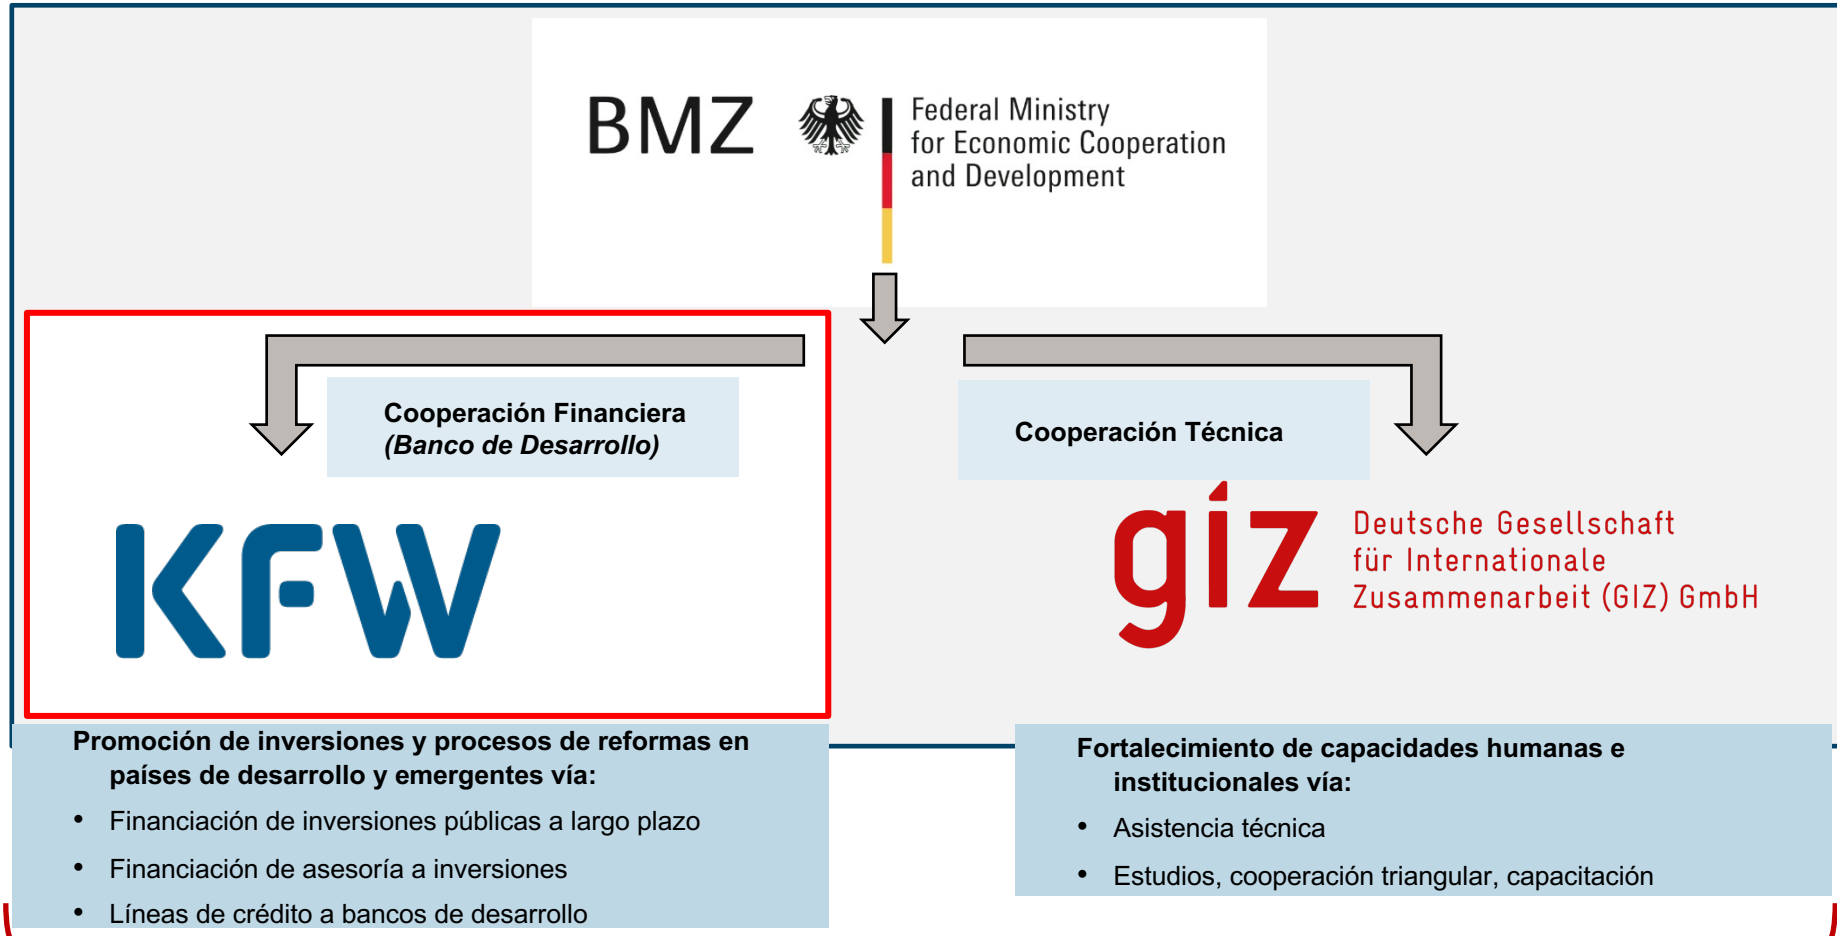 BMZ
Federal Ministry
for Economic Cooperation
and Development
Cooperación Financiera
(Banco de Desarrollo)
Cooperación Técnica
KFW
giz
Deutsche Gesellschaft
für Internationale
Zusammenarbeit (GIZ) GmbH
Promoción de inversiones y procesos de reformas en
países de desarrollo y emergentes vía:
• Financiación de inversiones públicas a largo plazo
• Financiación de asesoría a inversiones
• Líneas de crédito a bancos de desarrollo
Fortalecimiento de capacidades humanas e
institucionales vía:
• Asistencia técnica
• Estudios, cooperación triangular, capacitación